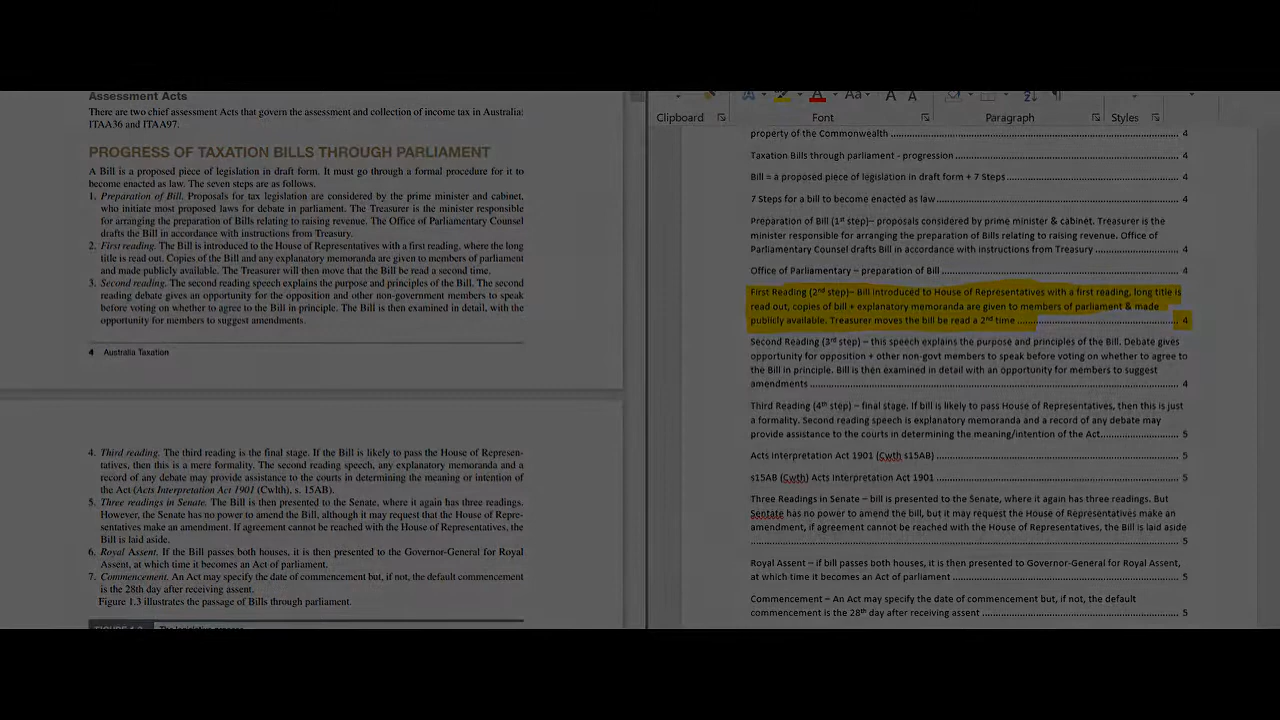 Assessment Acts
There are two chief assessment Acts that govern the assessment and collection of income tax in Australia:
ITAA36 and ITAA97.
PROGRESS OF TAXATION BILLS THROUGH PARLIAMENT
A Bill is a proposed piece of legislation in draft form. It must go through a formal procedure for it to
become enacted as law. The seven steps are as follows.
1. Preparation of Bill. Proposals for tax legislation are considered by the prime minister and cabinet,
who initiate most proposed laws for debate in parliament. The Treasurer is the minister responsible
for arranging the preparation of Bills relating to raising revenue. The Office of Parliamentary Counsel
drafts the Bill in accordance with instructions from Treasury.
2. First reading. The Bill is introduced to the House of Representatives with a first reading, where the long
title is read out. Copies of the Bill and any explanatory memoranda are given to members of parliament
and made publicly available. The Treasurer will then move that the Bill be read a second time.
3. Second reading. The second reading speech explains the purpose and principles of the Bill. The second
reading debate gives an opportunity for the opposition and other non-government members to speak
before voting on whether to agree to the Bill in principle. The Bill is then examined in detail, with the
opportunity for members to suggest amendments.
4 Australia Taxation
4. Third reading. The third reading is the final stage. If the Bill is likely to pass the House of Represen-
tatives, then this is a mere formality. The second reading speech, any explanatory memoranda and a
record of any debate may provide assistance to the courts in determining the meaning or intention of
the Act (Acts Interpretation Act 1901 (Cwlth), s. 15AB).
5. Three readings in Senate. The Bill is then presented to the Senate, where it again has three readings.
However, the Senate has no power to amend the Bill, although it may request that the House of Repre-
sentatives make an amendment. If agreement cannot be reached with the House of Representatives, the
Bill is laid aside.
6. Royal Assent. If the Bill passes both houses, it is then presented to the Governor-General for Royal
Assent, at which time it becomes an Act of parliament.
7. Commencement. An Act may specify the date of commencement but, if not, the default commencement
is the 28th day after receiving assent.
Figure 1.3 illustrates the passage of Bills through parliament.
Clipboard Font Paragraph Styles
property of the Commonwealth ........ 4
Taxation Bills through parliament - progression ........ 4
Bill = a proposed piece of legislation in draft form + 7 Steps ........ 4
7 Steps for a bill to become enacted as law ........ 4
Preparation of Bill (1st step)– proposals considered by prime minister & cabinet. Treasurer is the
minister responsible for arranging the preparation of Bills relating to raising revenue. Office of
Parliamentary Counsel drafts Bill in accordance with instructions from Treasury ........ 4
Office of Parliamentary – preparation of Bill ........ 4
First Reading (2nd step)– Bill introduced to House of Representatives with a first reading, long title is
read out, copies of bill + explanatory memoranda are given to members of parliament & made
publicly available. Treasurer moves the bill be read a 2nd time ........ 4
Second Reading (3rd step) – this speech explains the purpose and principles of the Bill. Debate gives
opportunity for opposition + other non-govt members to speak before voting on whether to agree to
the Bill in principle. Bill is then examined in detail with an opportunity for members to suggest
amendments ........ 4
Third Reading (4th step) – final stage. If bill is likely to pass House of Representatives, then this is just
a formality. Second reading speech is explanatory memoranda and a record of any debate may
provide assistance to the courts in determining the meaning/intention of the Act ........ 5
Acts Interpretation Act 1901 (Cwth s15AB) ........ 5
s15AB (Cwth) Acts Interpretation Act 1901 ........ 5
Three Readings in Senate – bill is presented to the Senate, where it again has three readings. But
Sentate has no power to amend the bill, but it may request the House of Representatives make an
amendment, if agreement cannot be reached with the House of Representatives, the Bill is laid aside
........ 5
Royal Assent – if bill passes both houses, it is then presented to Governor-General for Royal Assent,
at which time it becomes an Act of parliament ........ 5
Commencement – An Act may specify the date of commencement but, if not, the default
commencement is the 28th day after receiving assent ........ 5